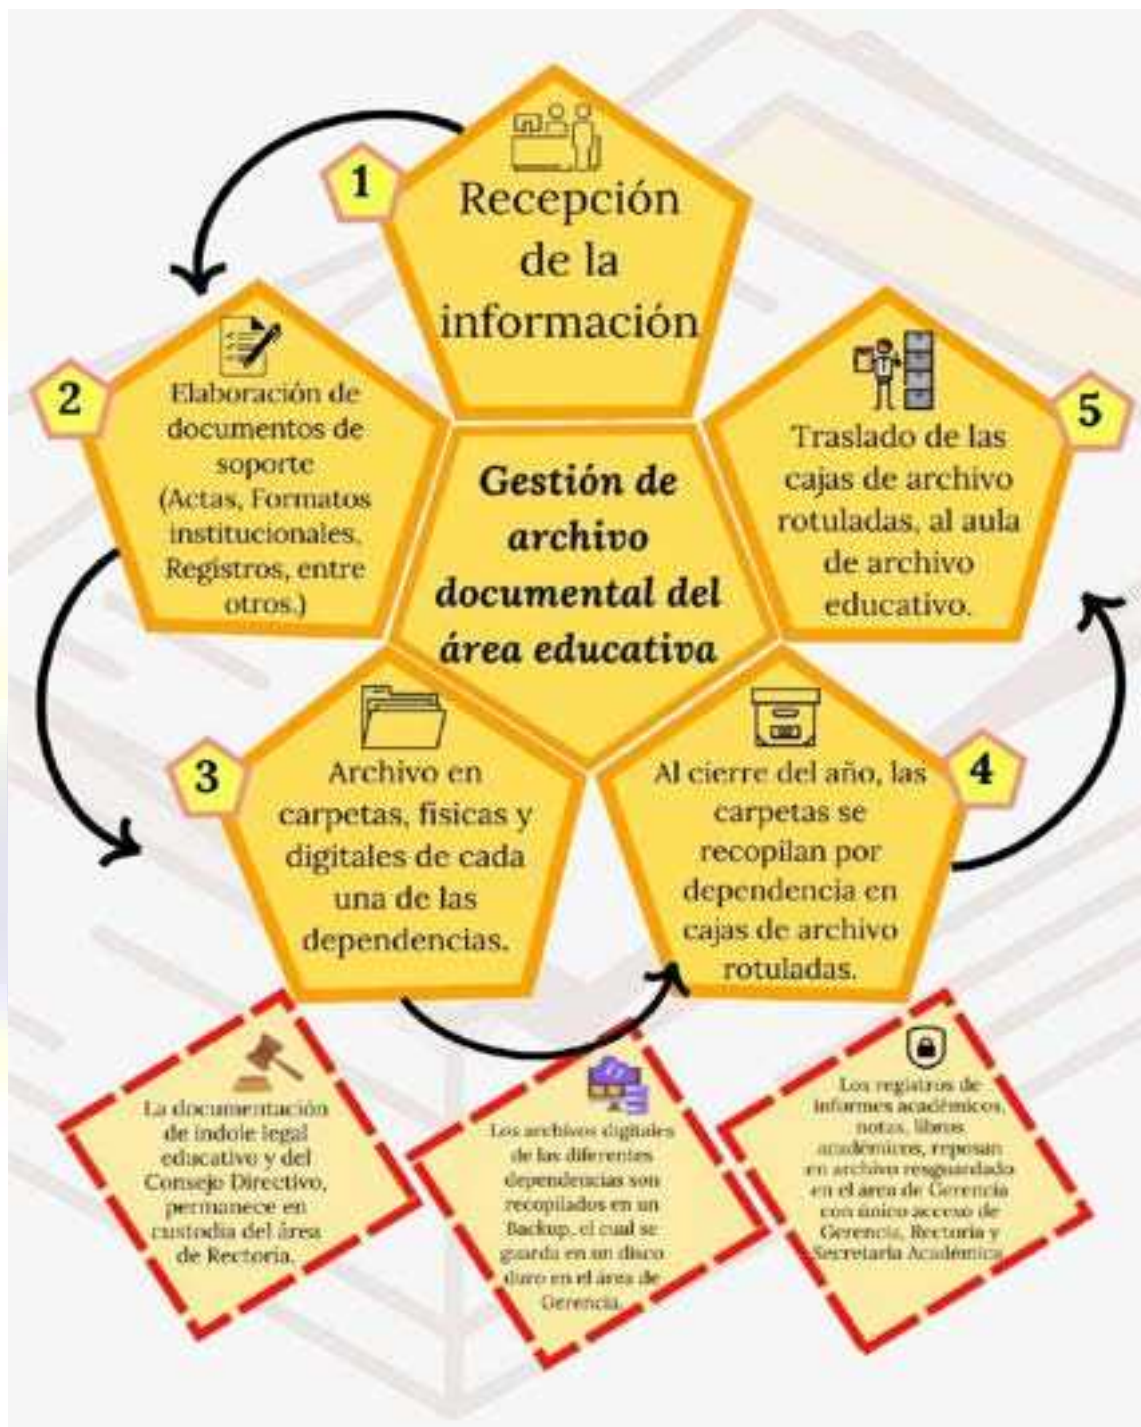 1
Recepción
de la
información
2
Elaboración de
documentos de
soporte
(Actas, Formatos
institucionales,
Registros, entre
otros.)
3
Archivo en
carpetas, físicas y
digitales de cada
una de las
dependencias.
4
Al cierre del año, las
carpetas se
recopilan por
dependencia en
cajas de archivo
rotuladas.
5
Traslado de las
cajas de archivo
rotuladas, al aula
de archivo
educativo.
Gestión de
archivo
documental del
área educativa
La documentación
de índole legal
educativo y del
Consejo Directivo,
permanece en
custodia del área
de Rectoría.
Los archivos digitales
de las diferentes
dependencias son
recopilados en un
Backup, el cual se
guarda en un disco
duro en el área de
Gerencia.
Los registros de
informes académicos,
notas, libros
académicos, reposan
en archivo resguardado
en el área de Gerencia
con único acceso de
Gerencia, Rectoría y
Secretaría Académica